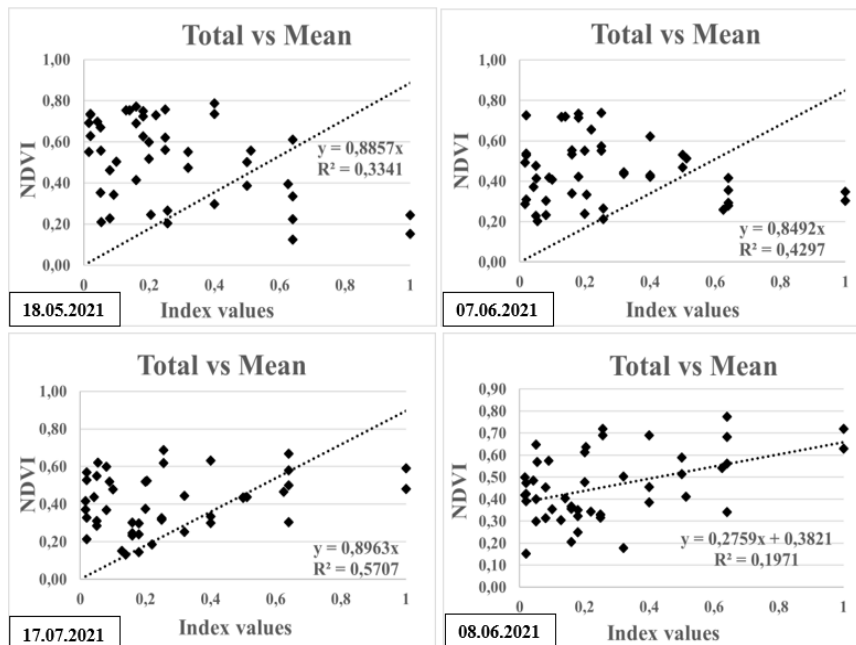 Total vs Mean
1,00
0,80
0,60
0,40
0,20
0,00
NDVI
y = 0,8857x
R² = 0,3341
0 0,2 0,4 0,6 0,8 1
Index values
18.05.2021
Total vs Mean
1,00
0,80
0,60
0,40
0,20
0,00
NDVI
y = 0,8492x
R² = 0,4297
0 0,2 0,4 0,6 0,8 1
Index values
07.06.2021
Total vs Mean
1,00
0,80
0,60
0,40
0,20
0,00
NDVI
y = 0,8963x
R² = 0,5707
0 0,2 0,4 0,6 0,8 1
Index values
17.07.2021
Total vs Mean
0,90
0,80
0,70
0,60
0,50
0,40
0,30
0,20
0,10
0,00
NDVI
y = 0,2759x + 0,3821
R² = 0,1971
0 0,2 0,4 0,6 0,8 1
Index values
08.06.2021